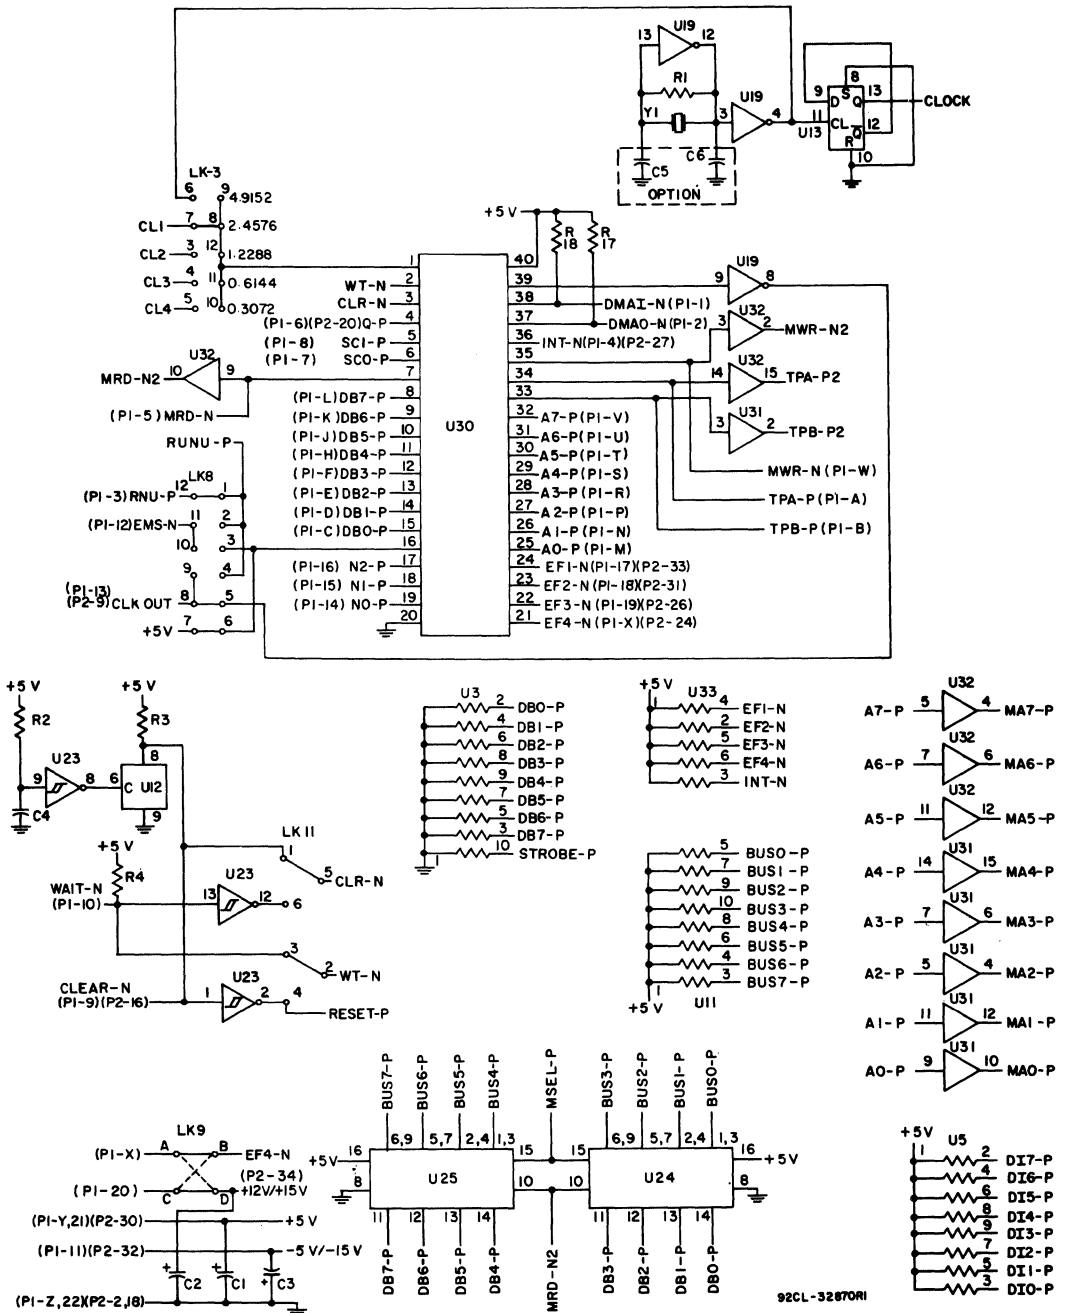 U19
13 12
R1
Y1
U19
3 4
C5 C6
OPTION
8
9 D S Q 13 CLOCK
11 CL Q 12
U13 R 10
LK-3
6 9 4.9152
CL1 7 8 2.4576
CL2 3 12 1.2288
CL3 4 11 0.6144
CL4 5 10 0.3072
+5V
R 18
R 17
U30
1
WT-N 2
CLR-N 3
(P1-6)(P2-20)Q-P 4
(P1-8) SC1-P 5
(P1-7) SC0-P 6
7
(P1-L)DB7-P 8
(P1-K)DB6-P 9
(P1-J)DB5-P 10
(P1-H)DB4-P 11
(P1-F)DB3-P 12
(P1-E)DB2-P 13
(P1-D)DB1-P 14
(P1-C)DB0-P 15
16
(P1-16) N2-P 17
(P1-15) N1-P 18
(P1-14) N0-P 19
20
40
39
38 DMAI-N(P1-1)
37 DMAO-N(P1-2)
36 INT-N(P1-4)(P2-27)
35
34
33
32 A7-P(P1-V)
31 A6-P(P1-U)
30 A5-P(P1-T)
29 A4-P(P1-S)
28 A3-P(P1-R)
27 A2-P(P1-P)
26 A1-P(P1-N)
25 A0-P(P1-M)
24 EF1-N(P1-17)(P2-33)
23 EF2-N(P1-18)(P2-31)
22 EF3-N(P1-19)(P2-26)
21 EF4-N(P1-X)(P2-24)
9 U19 8
3 U32 2 MWR-N2
14 U32 15 TPA-P2
3 U31 2 TPB-P2
MWR-N(P1-W)
TPA-P(P1-A)
TPB-P(P1-B)
U32
MRD-N2 10 9
(P1-5)MRD-N
RUNU-P
LK8
(P1-3)RNU-P 12 1
(P1-12)EMS-N 11 2
10 3
9 4
(P1-13)
(P2-9)CLK OUT 8 5
+5V 7 6
+5V +5V
R2 R3
U23 8
9 8 6 C U12
C4 9
+5V
R4
WAIT-N
(P1-10)
U23
13 12 6
LK11
1
5 CLR-N
3
2 WT-N
CLEAR-N
(P1-9)(P2-16)
U23
1 2 4
RESET-P
U3
2 DB0-P
4 DB1-P
6 DB2-P
8 DB3-P
9 DB4-P
7 DB5-P
5 DB6-P
3 DB7-P
10 STROBE-P
1
+5V
1 U33
4 EF1-N
2 EF2-N
5 EF3-N
6 EF4-N
3 INT-N
5 BUS0-P
7 BUS1-P
9 BUS2-P
10 BUS3-P
8 BUS4-P
6 BUS5-P
4 BUS6-P
3 BUS7-P
1
+5V U11
A7-P 5 U32 4 MA7-P
A6-P 7 U32 6 MA6-P
A5-P 11 U32 12 MA5-P
A4-P 14 U31 15 MA4-P
A3-P 7 U31 6 MA3-P
A2-P 5 U31 4 MA2-P
A1-P 11 U31 12 MA1-P
A0-P 9 U31 10 MA0-P
LK9
(P1-X) A B EF4-N
(P2-34)
(P1-20) C D +12V/+15V
(P1-Y,21)(P2-30) +5V
(P1-11)(P2-32) -5V/-15V
+ C2 + C1 + C3
(P1-Z,22)(P2-2,18)
BUS7-P BUS6-P BUS5-P BUS4-P MSEL-P BUS3-P BUS2-P BUS1-P BUS0-P
6,9 5,7 2,4 1,3 6,9 5,7 2,4 1,3
+5V 16 15 15 16 +5V
U25 U24
8 10 10 8
11 12 13 14 11 12 13 14
DB7-P DB6-P DB5-P DB4-P MRD-N2 DB3-P DB2-P DB1-P DB0-P
+5V
1 U5
2 DI7-P
4 DI6-P
6 DI5-P
8 DI4-P
9 DI3-P
7 DI2-P
5 DI1-P
3 DI0-P
92CL-32870R1